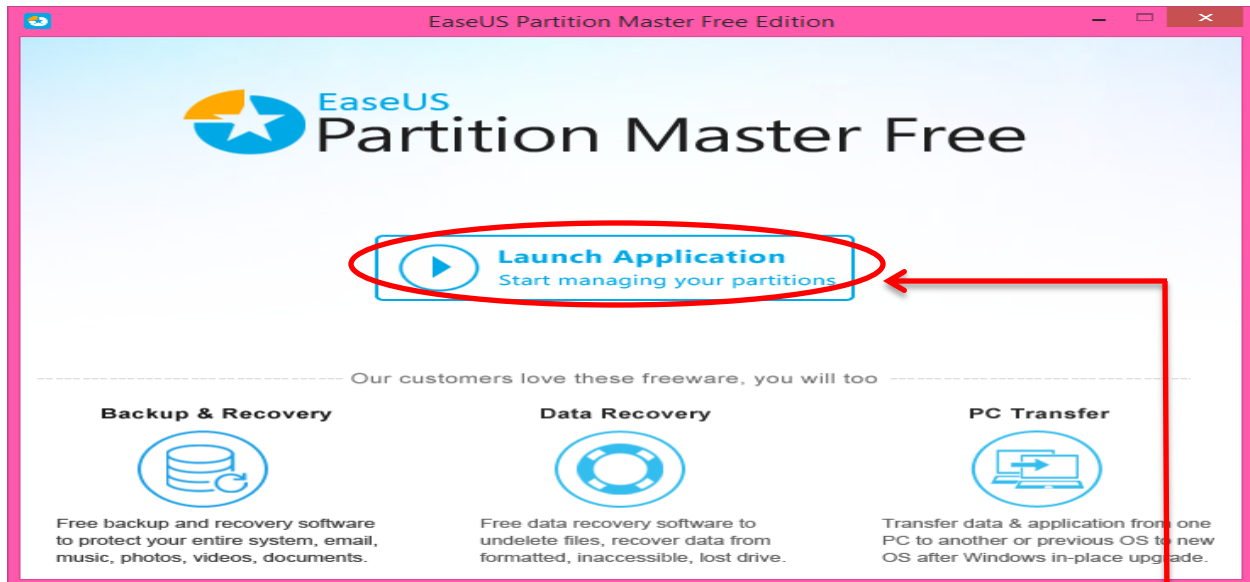 EaseUS Partition Master Free Edition
EaseUS
Partition Master Free
Launch Application
Start managing your partitions
Our customers love these freeware, you will too
Backup & Recovery
Free backup and recovery software
to protect your entire system, email,
music, photos, videos, documents.
Data Recovery
Free data recovery software to
undelete files, recover data from
formatted, inaccessible, lost drive.
PC Transfer
Transfer data & application from one
PC to another or previous OS to new
OS after Windows in-place upgrade.